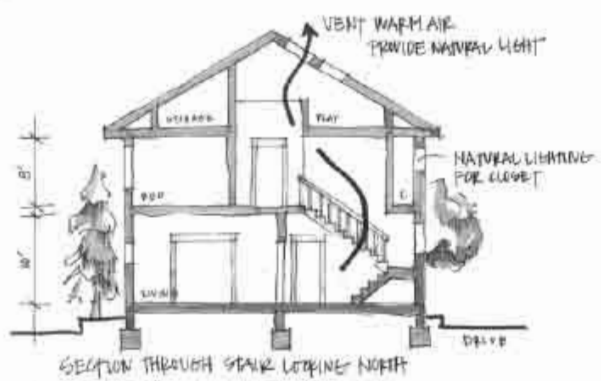 VENT WARM AIR
PROVIDE NATURAL LIGHT
STORAGE
PLAY
NATURAL LIGHTING
FOR CLOSET
8'
C
10'
LIVING
DRIVE
SECTION THROUGH STAIR LOOKING NORTH